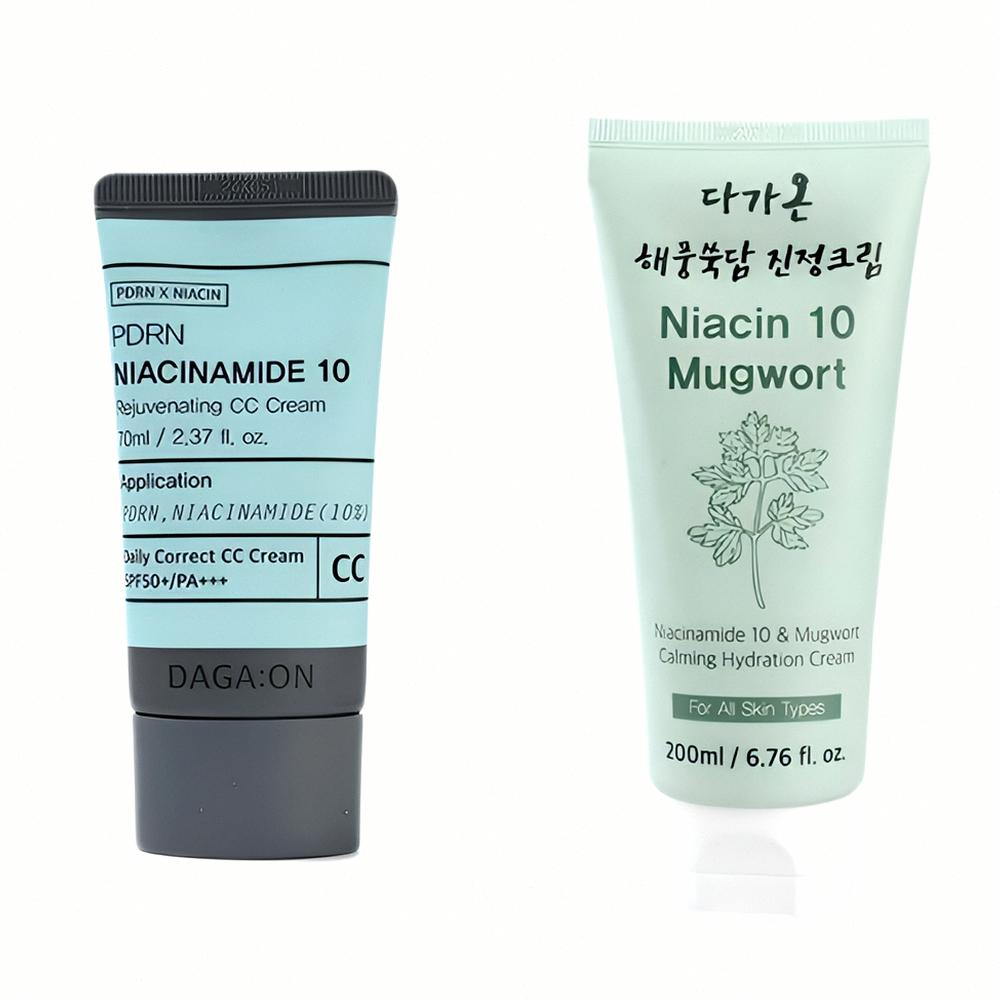 PDRN X NIACIN
PDRN
NIACINAMIDE 10
Rejuvenating CC Cream
70ml / 2.37 fl. oz.
Application
PDRN,NIACINAMIDE(10%)
Daily Correct CC Cream
SPF50+/PA+++
CC
DAGA:ON
다가온
해풍쑥담 진정크림
Niacin 10
Mugwort
Niacinamide 10 & Mugwort
Calming Hydration Cream
For All Skin Types
200ml / 6.76 fl. oz.